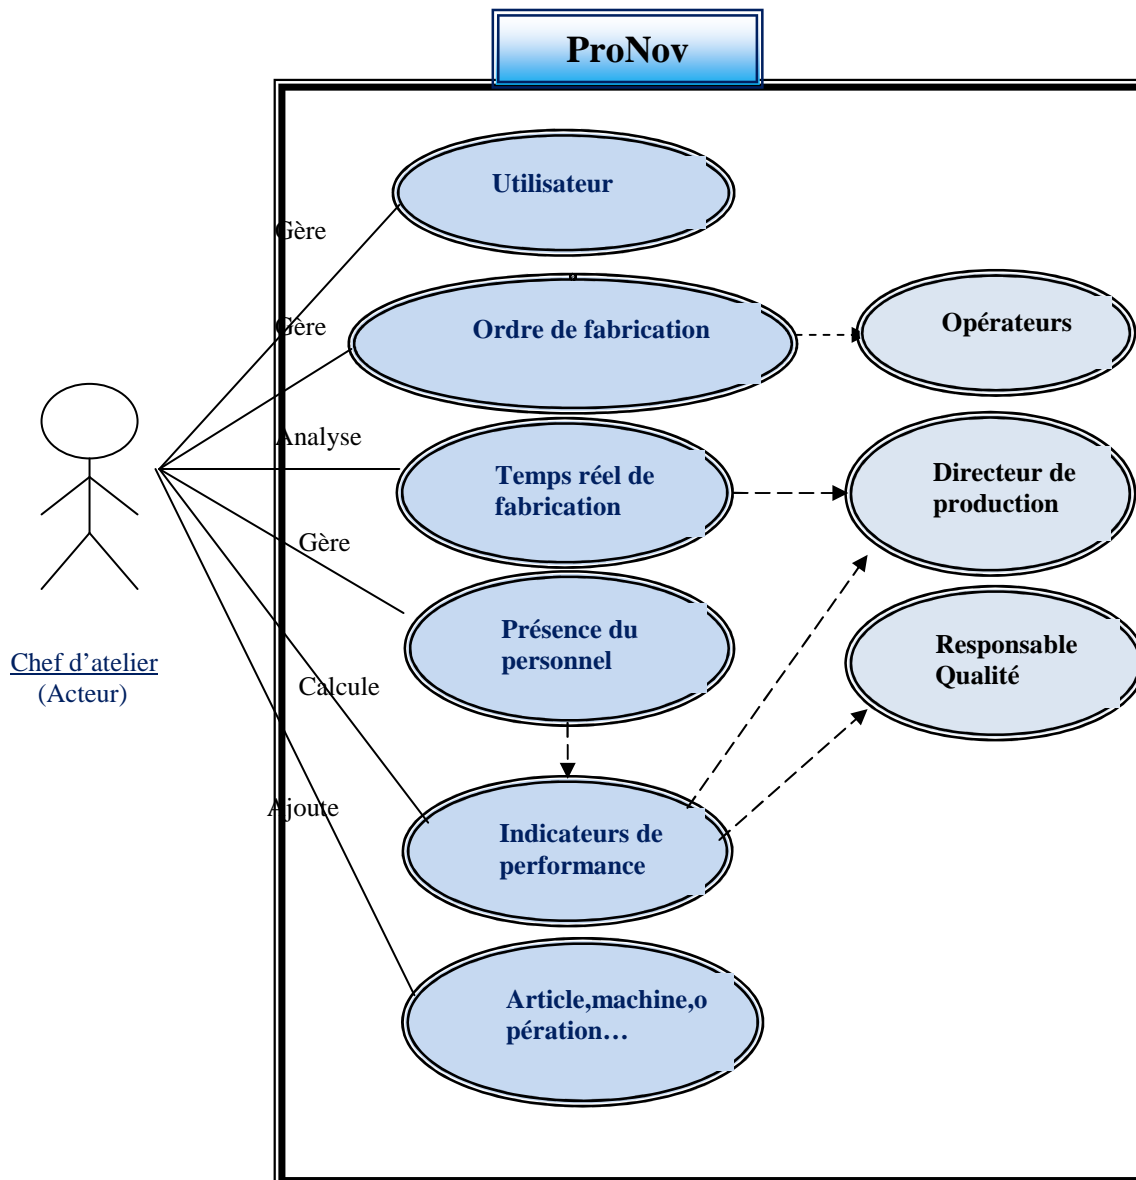 ProNov
Utilisateur
Gère
Gère
Ordre de fabrication
Opérateurs
Analyse
Temps réel de
fabrication
Directeur de
production
Gère
Présence du
personnel
Responsable
Qualité
Chef d’atelier
(Acteur)
Calcule
Ajoute
Indicateurs de
performance
Article,machine,o
pération…